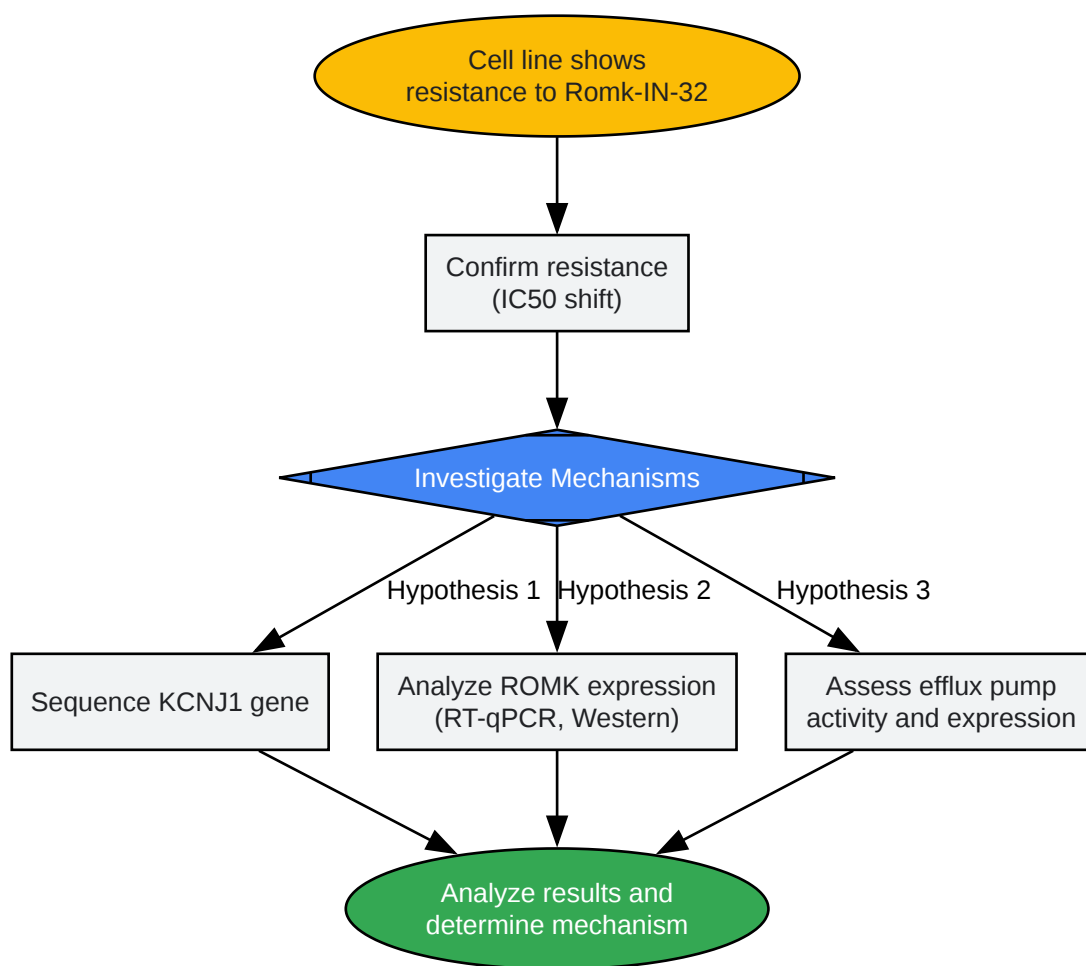 Cell line shows
resistance to Romk-IN-32
Confirm resistance
(IC50 shift)
Investigate Mechanisms
Hypothesis 1
Hypothesis 2
Hypothesis 3
Sequence KCNJ1 gene
Analyze ROMK expression
(RT-qPCR, Western)
Assess efflux pump
activity and expression
Analyze results and
determine mechanism